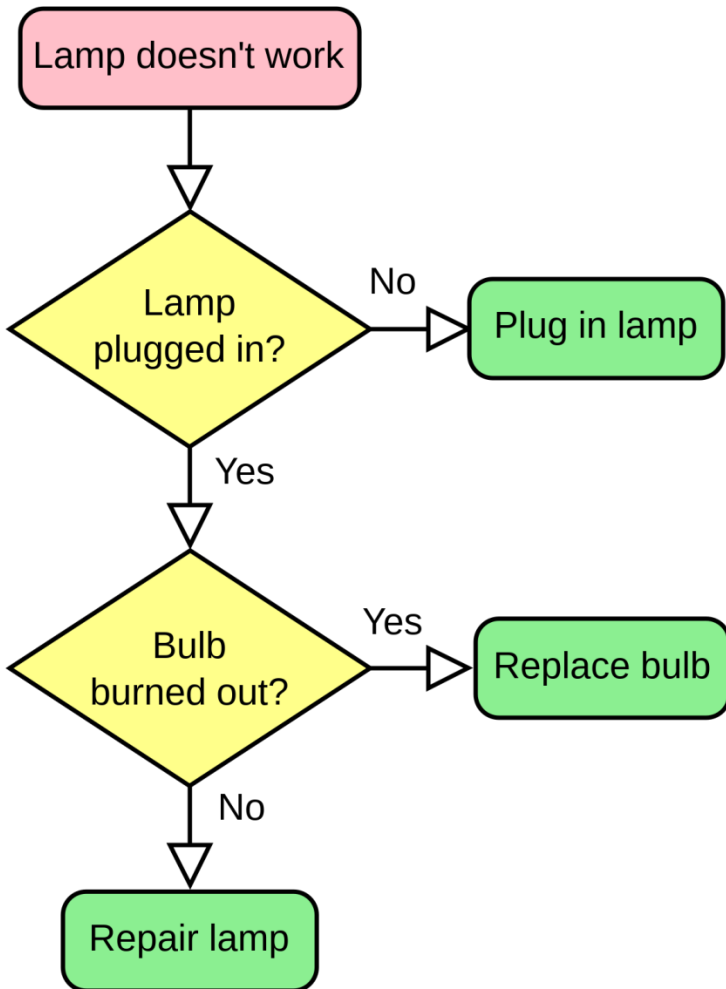 Lamp doesn't work
Lamp
plugged in?
No
Plug in lamp
Yes
Bulb
burned out?
Yes
Replace bulb
No
Repair lamp